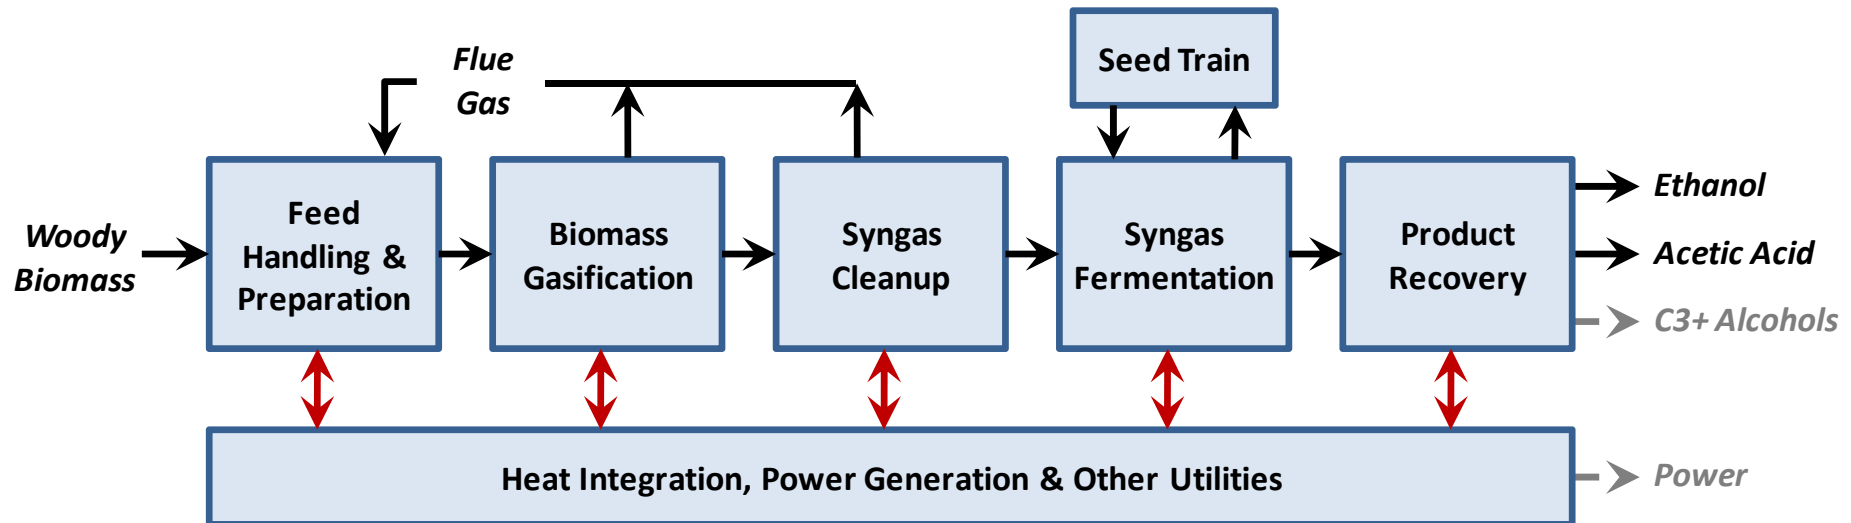 Flue
Gas
Seed Train
Woody
Biomass
Feed
Handling &
Preparation
Biomass
Gasification
Syngas
Cleanup
Syngas
Fermentation
Product
Recovery
Ethanol
Acetic Acid
C3+ Alcohols
Heat Integration, Power Generation & Other Utilities
Power